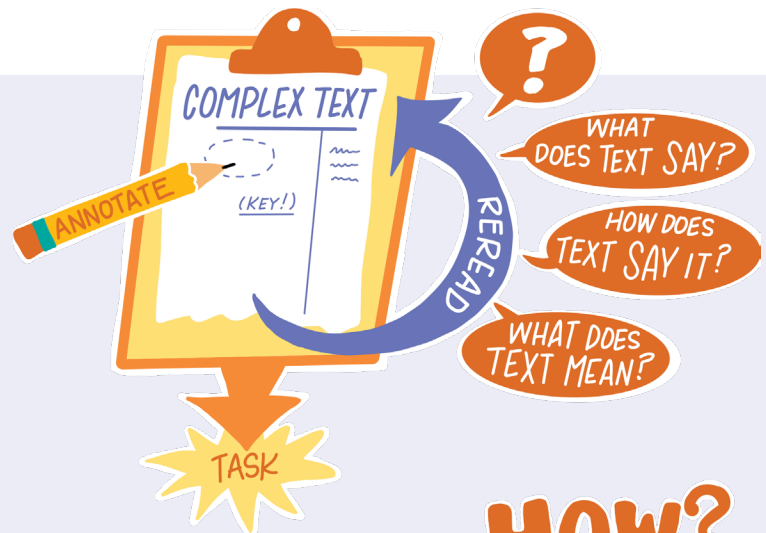 COMPLEX TEXT
(KEY!)
ANNOTATE
REREAD
?
WHAT
DOES TEXT SAY?
HOW DOES
TEXT SAY IT?
WHAT DOES
TEXT MEAN?
TASK
HOW?